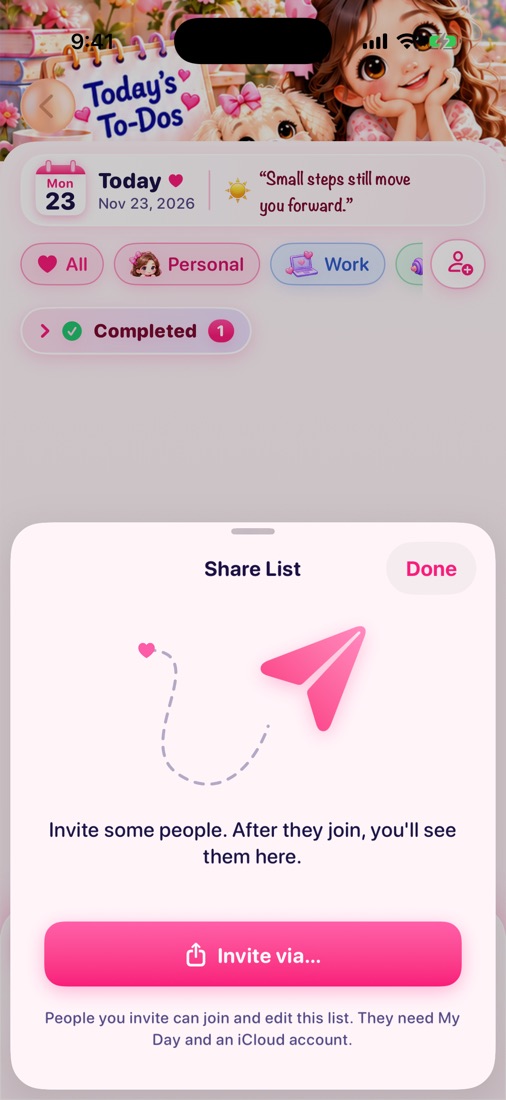 9:41
Today's
To-Dos
Mon
23
Today
Nov 23, 2026
“Small steps still move
you forward.”
All
Personal
Work
Completed
1
Share List
Done
Invite some people. After they join, you'll see
them here.
Invite via...
People you invite can join and edit this list. They need My
Day and an iCloud account.